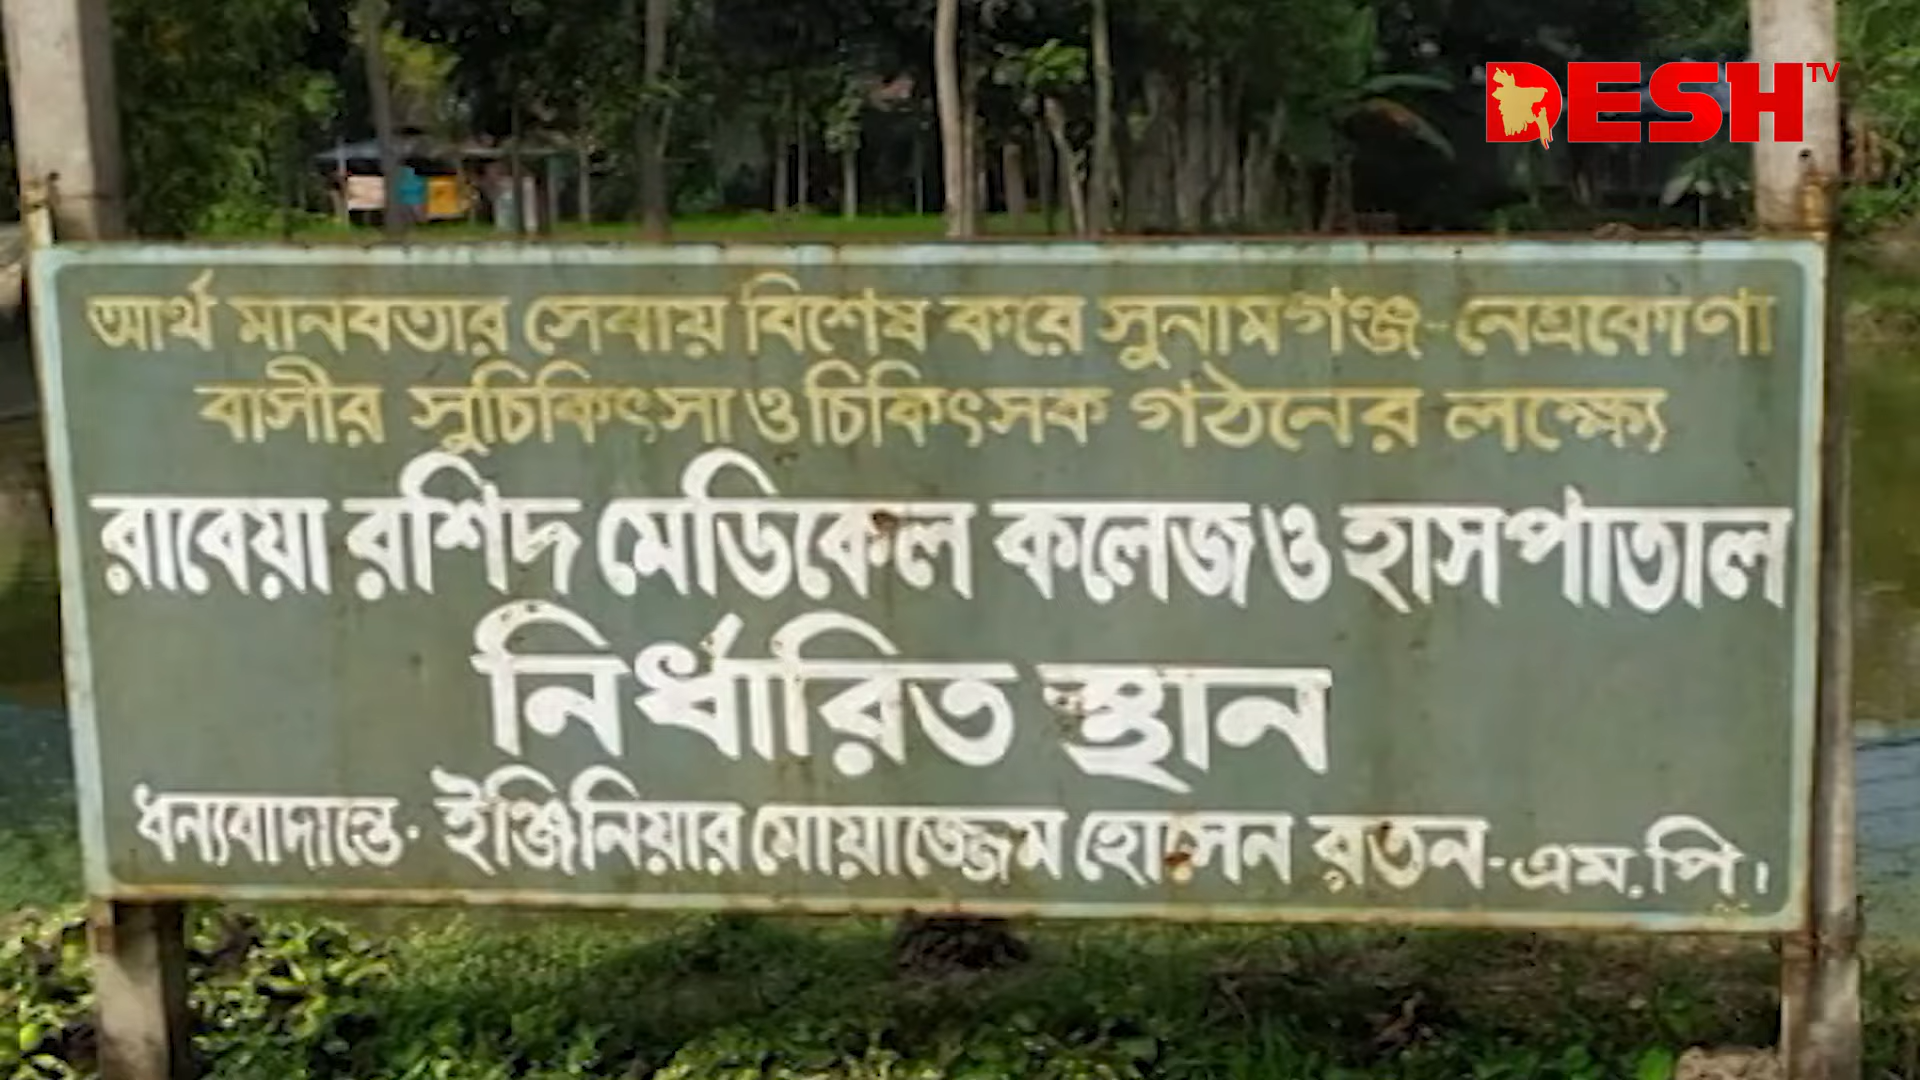 DESH TV
আর্থ মানবতার সেবায় বিশেষ করে সুনামগঞ্জ-নেত্রকোণা
বাসীর সুচিকিৎসা ও চিকিৎসক গঠনের লক্ষ্যে
রাবেয়া রশিদ মেডিকেল কলেজ ও হাসপাতাল
নির্ধারিত স্থান
ধন্যবাদান্তে- ইঞ্জিনিয়ার মোয়াজ্জেম হোসেন রতন-এম.পি।